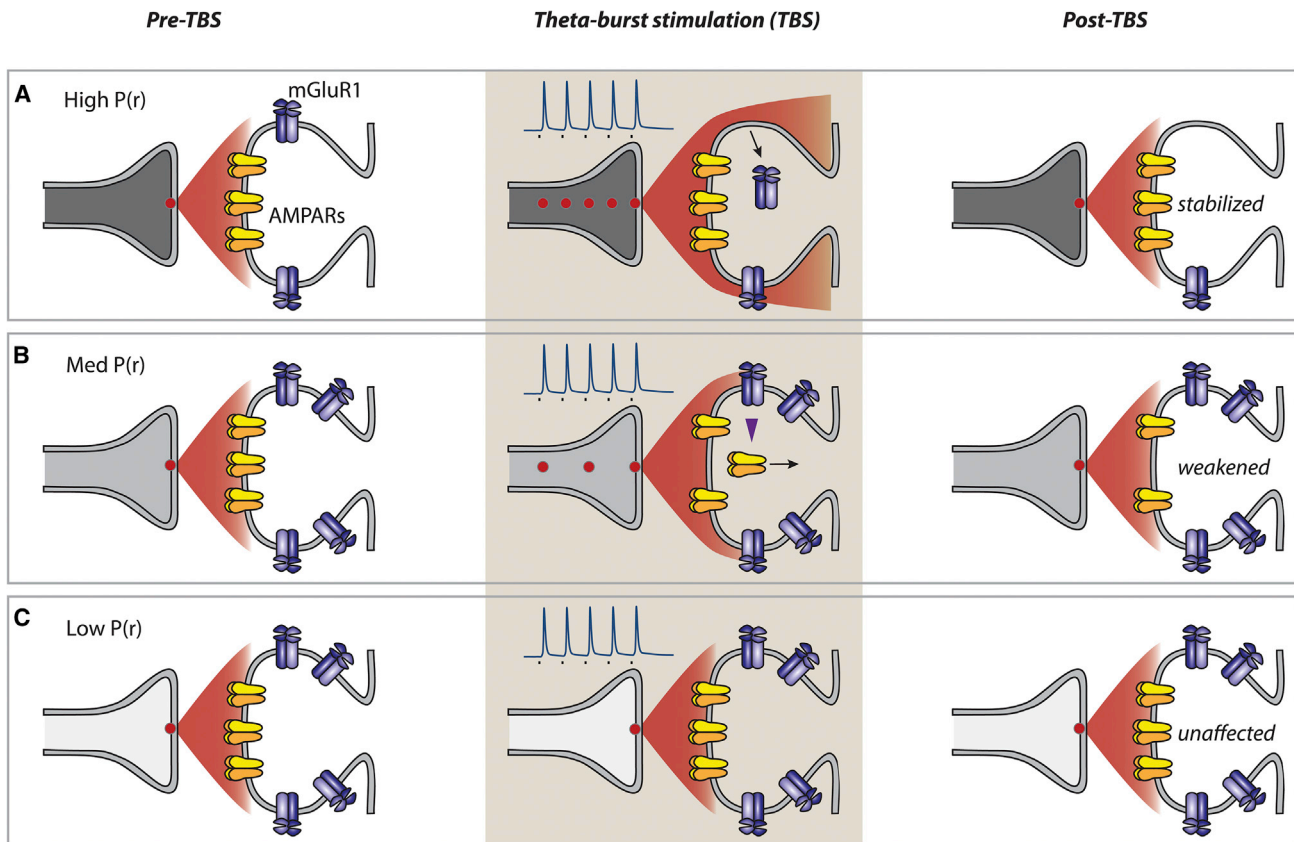 Pre-TBS
Theta-burst stimulation (TBS)
Post-TBS
A
High P(r)
mGluR1
AMPARs
stabilized
B
Med P(r)
weakened
C
Low P(r)
unaffected